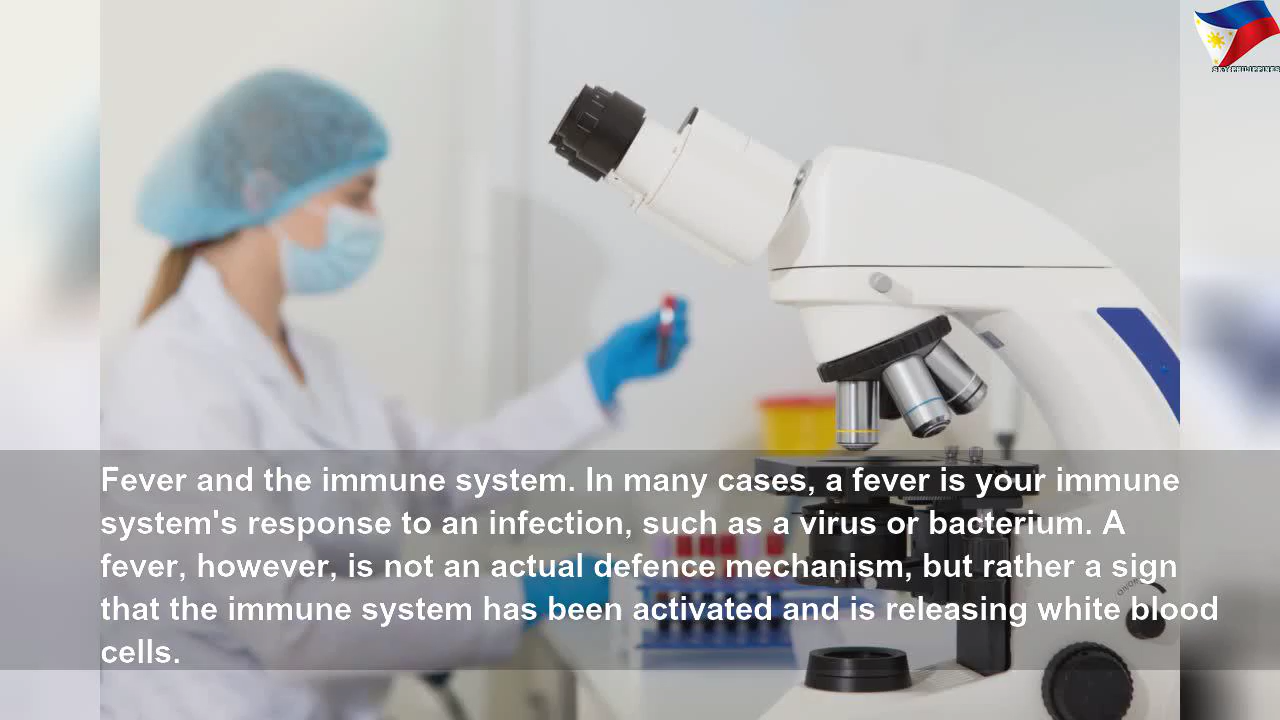 SKYPHILIPPINES
Fever and the immune system. In many cases, a fever is your immune
system's response to an infection, such as a virus or bacterium. A
fever, however, is not an actual defence mechanism, but rather a sign
that the immune system has been activated and is releasing white blood
cells.